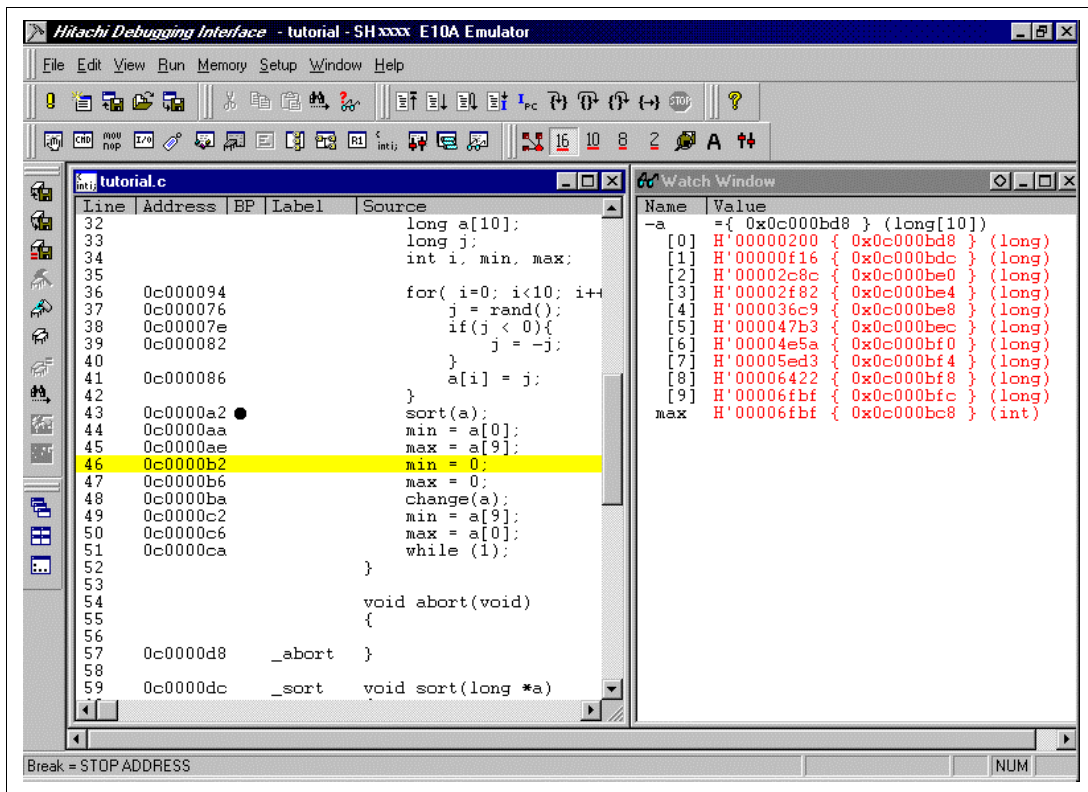 Hitachi Debugging Interface - tutorial - SH xxxx E10A Emulator
File Edit View Run Memory Setup Window Help
PC STOP ?
CMD mov nop I/O R1 inti; 16 10 8 2 A
inti; tutorial.c
Line Address BP Label Source
32 long a[10];
33 long j;
34 int i, min, max;
35
36 0c000094 for( i=0; i<10; i++
37 0c000076 j = rand();
38 0c00007e if(j < 0){
39 0c000082 j = -j;
40 }
41 0c000086 a[i] = j;
42 }
43 0c0000a2 sort(a);
44 0c0000aa min = a[0];
45 0c0000ae max = a[9];
46 0c0000b2 min = 0;
47 0c0000b6 max = 0;
48 0c0000ba change(a);
49 0c0000c2 min = a[9];
50 0c0000c6 max = a[0];
51 0c0000ca while (1);
52 }
53
54 void abort(void)
55 {
56
57 0c0000d8 _abort }
58
59 0c0000dc _sort void sort(long *a)
Watch Window
Name Value
-a ={ 0x0c000bd8 } (long[10])
[0] H'00000200 { 0x0c000bd8 } (long)
[1] H'00000f16 { 0x0c000bdc } (long)
[2] H'00002c8c { 0x0c000be0 } (long)
[3] H'00002f82 { 0x0c000be4 } (long)
[4] H'000036c9 { 0x0c000be8 } (long)
[5] H'000047b3 { 0x0c000bec } (long)
[6] H'00004e5a { 0x0c000bf0 } (long)
[7] H'00005ed3 { 0x0c000bf4 } (long)
[8] H'00006422 { 0x0c000bf8 } (long)
[9] H'00006fbf { 0x0c000bfc } (long)
max H'00006fbf { 0x0c000bc8 } (int)
Break = STOP ADDRESS
NUM